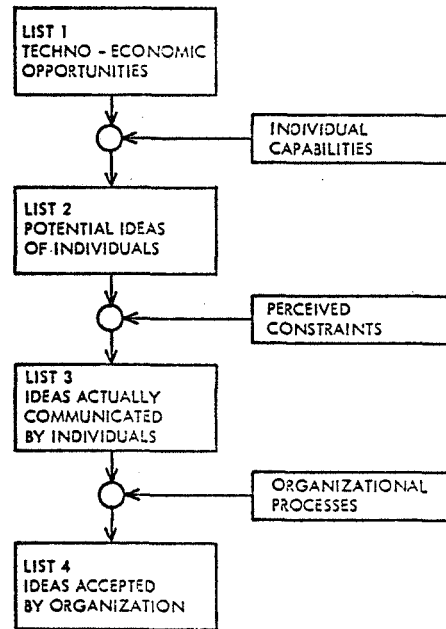 LIST 1
TECHNO - ECONOMIC
OPPORTUNITIES
INDIVIDUAL
CAPABILITIES
LIST 2
POTENTIAL IDEAS
OF INDIVIDUALS
PERCEIVED
CONSTRAINTS
LIST 3
IDEAS ACTUALLY
COMMUNICATED
BY INDIVIDUALS
ORGANIZATIONAL
PROCESSES
LIST 4
IDEAS ACCEPTED
BY ORGANIZATION